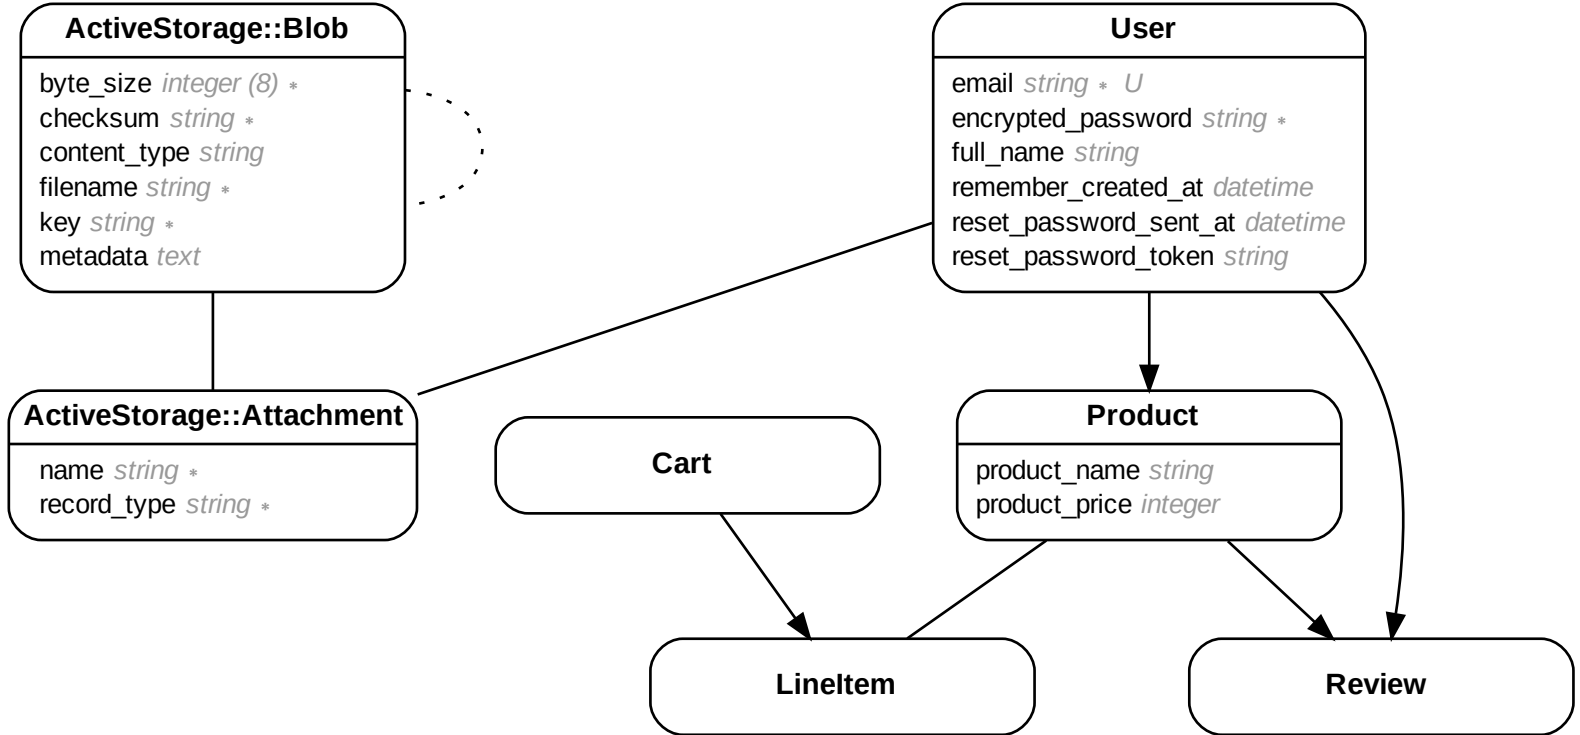 ActiveStorage::Blob
byte_size integer (8) *
checksum string *
content_type string
filename string *
key string *
metadata text
User
email string * U
encrypted_password string *
full_name string
remember_created_at datetime
reset_password_sent_at datetime
reset_password_token string
ActiveStorage::Attachment
name string *
record_type string *
Cart
Product
product_name string
product_price integer
LineItem
Review